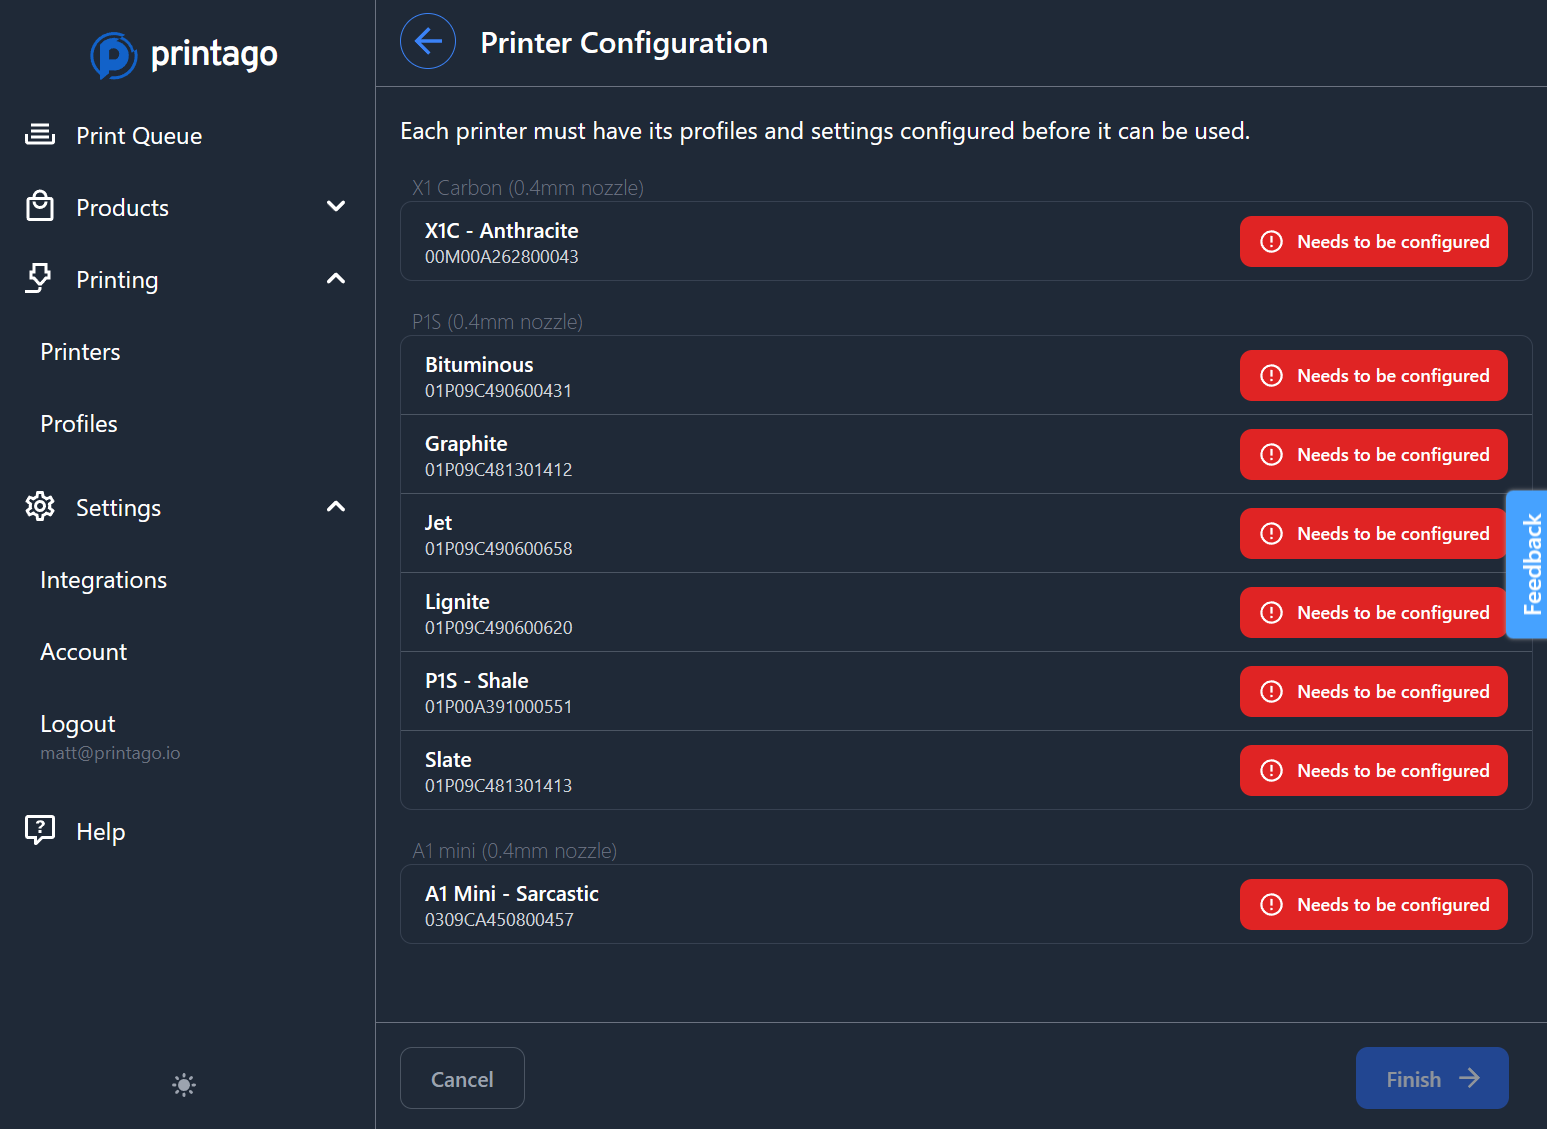 printago
Print Queue
Products
Printing
Printers
Profiles
Settings
Integrations
Account
Logout
matt@printago.io
Help
Printer Configuration
Each printer must have its profiles and settings configured before it can be used.
X1 Carbon (0.4mm nozzle)
X1C - Anthracite
00M00A262800043
Needs to be configured
P1S (0.4mm nozzle)
Bituminous
01P09C490600431
Needs to be configured
Graphite
01P09C481301412
Needs to be configured
Jet
01P09C490600658
Needs to be configured
Lignite
01P09C490600620
Needs to be configured
P1S - Shale
01P00A391000551
Needs to be configured
Slate
01P09C481301413
Needs to be configured
A1 mini (0.4mm nozzle)
A1 Mini - Sarcastic
0309CA450800457
Needs to be configured
Feedback
Cancel
Finish